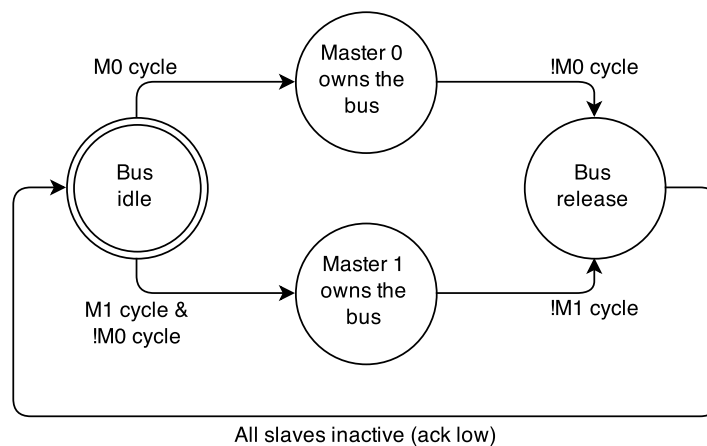 M0 cycle
Master 0
owns the
bus
!M0 cycle
Bus
idle
Bus
release
M1 cycle &
!M0 cycle
Master 1
owns the
bus
!M1 cycle
All slaves inactive (ack low)